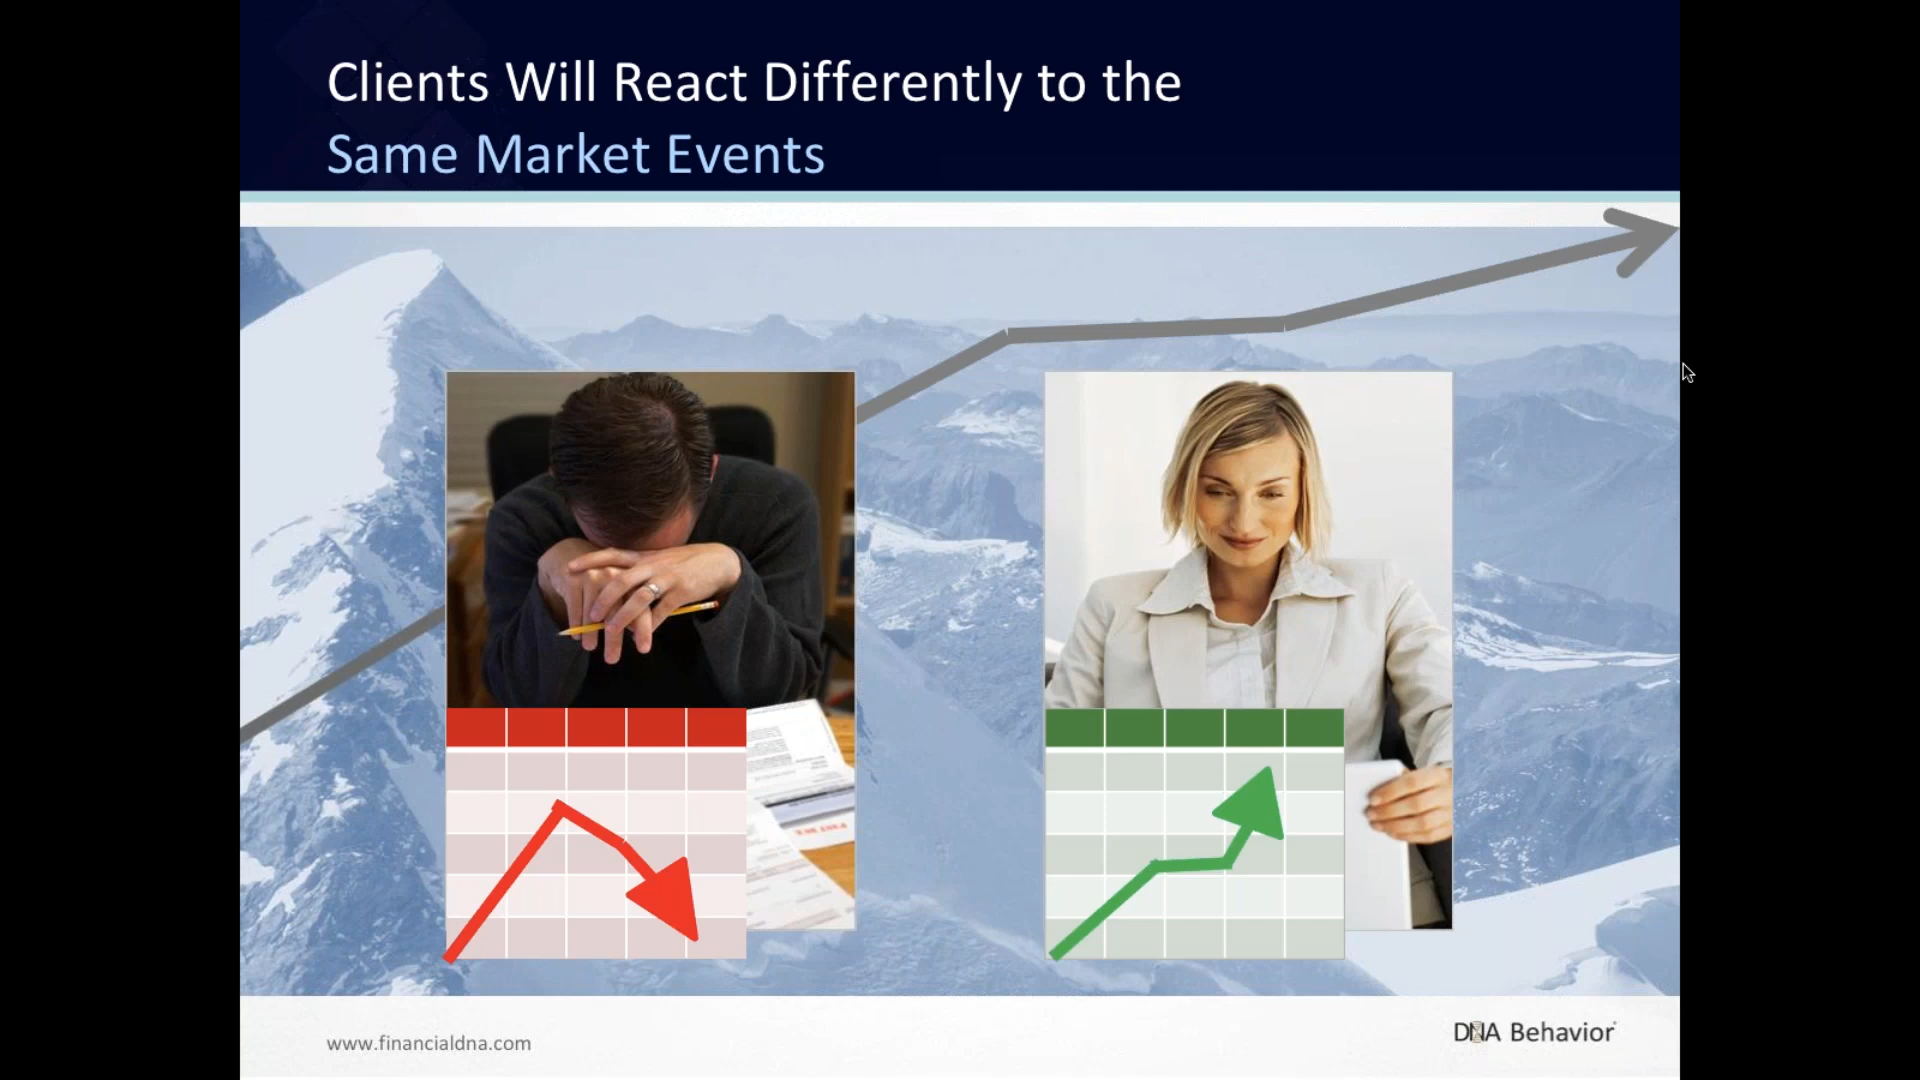 Clients Will React Differently to the
Same Market Events
www.financialdna.com
DNA Behavior